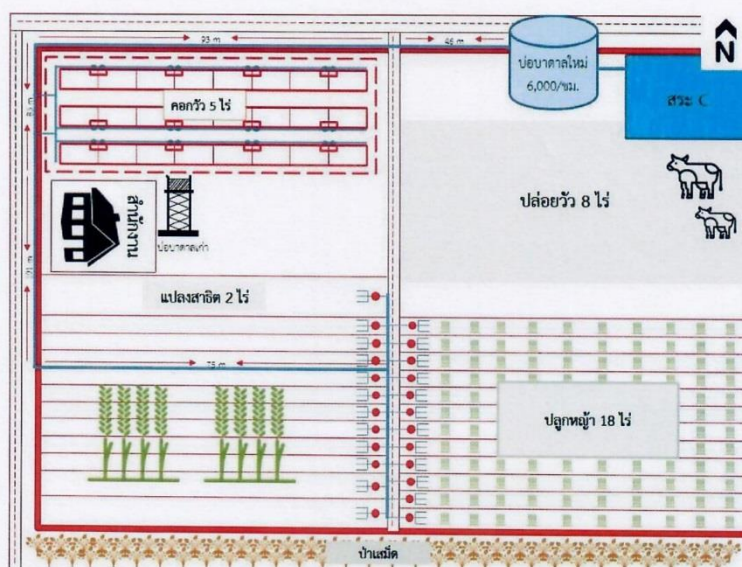 93 m
46 m
N
บ่อบาดาลใหม่
6,000/ชม.
สระ C
คอกวัว 5 ไร่
ปล่อยวัว 8 ไร่
สำนักงาน
บ่อบาดาลเก่า
แปลงสาธิต 2 ไร่
75 m
ปลูกหญ้า 18 ไร่
ป่าเสม็ด